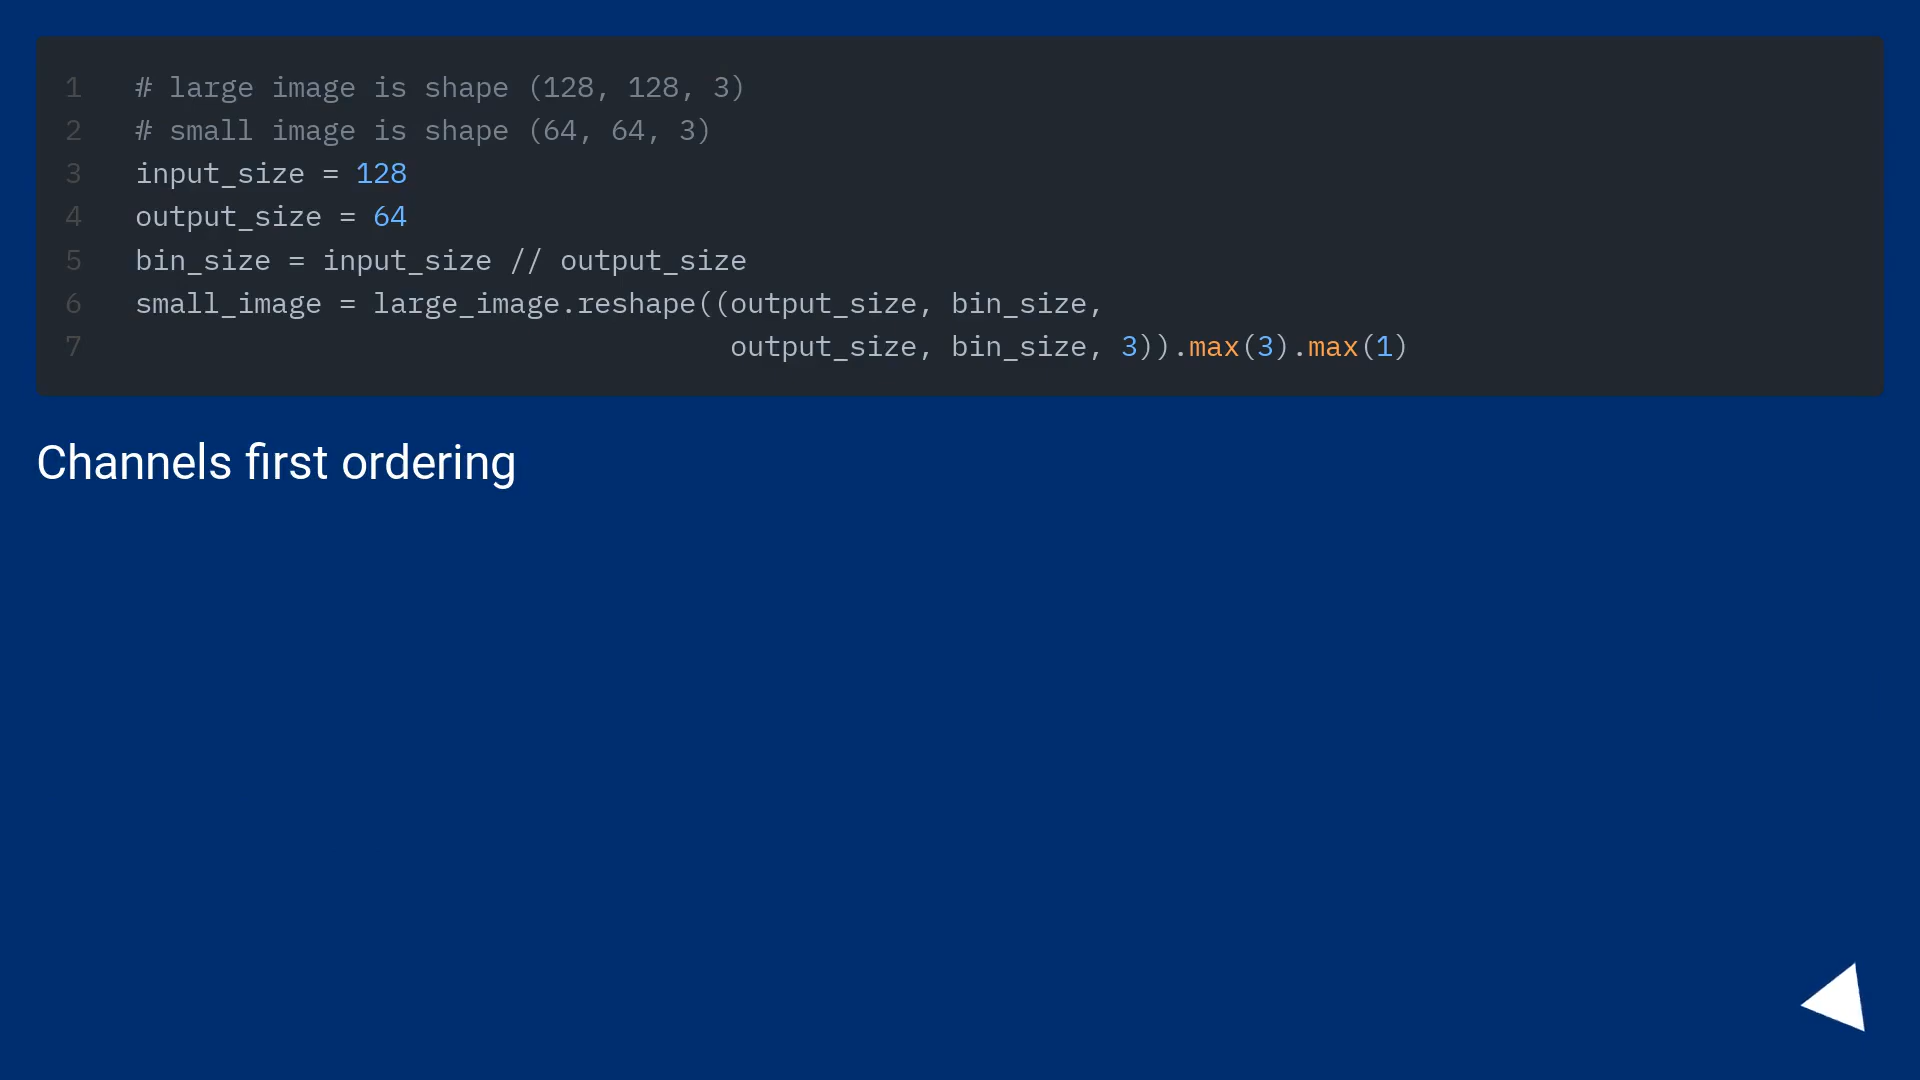 1 # large image is shape (128, 128, 3)
2 # small image is shape (64, 64, 3)
3 input_size = 128
4 output_size = 64
5 bin_size = input_size // output_size
6 small_image = large_image.reshape((output_size, bin_size,
7 output_size, bin_size, 3)).max(3).max(1)
Channels first ordering